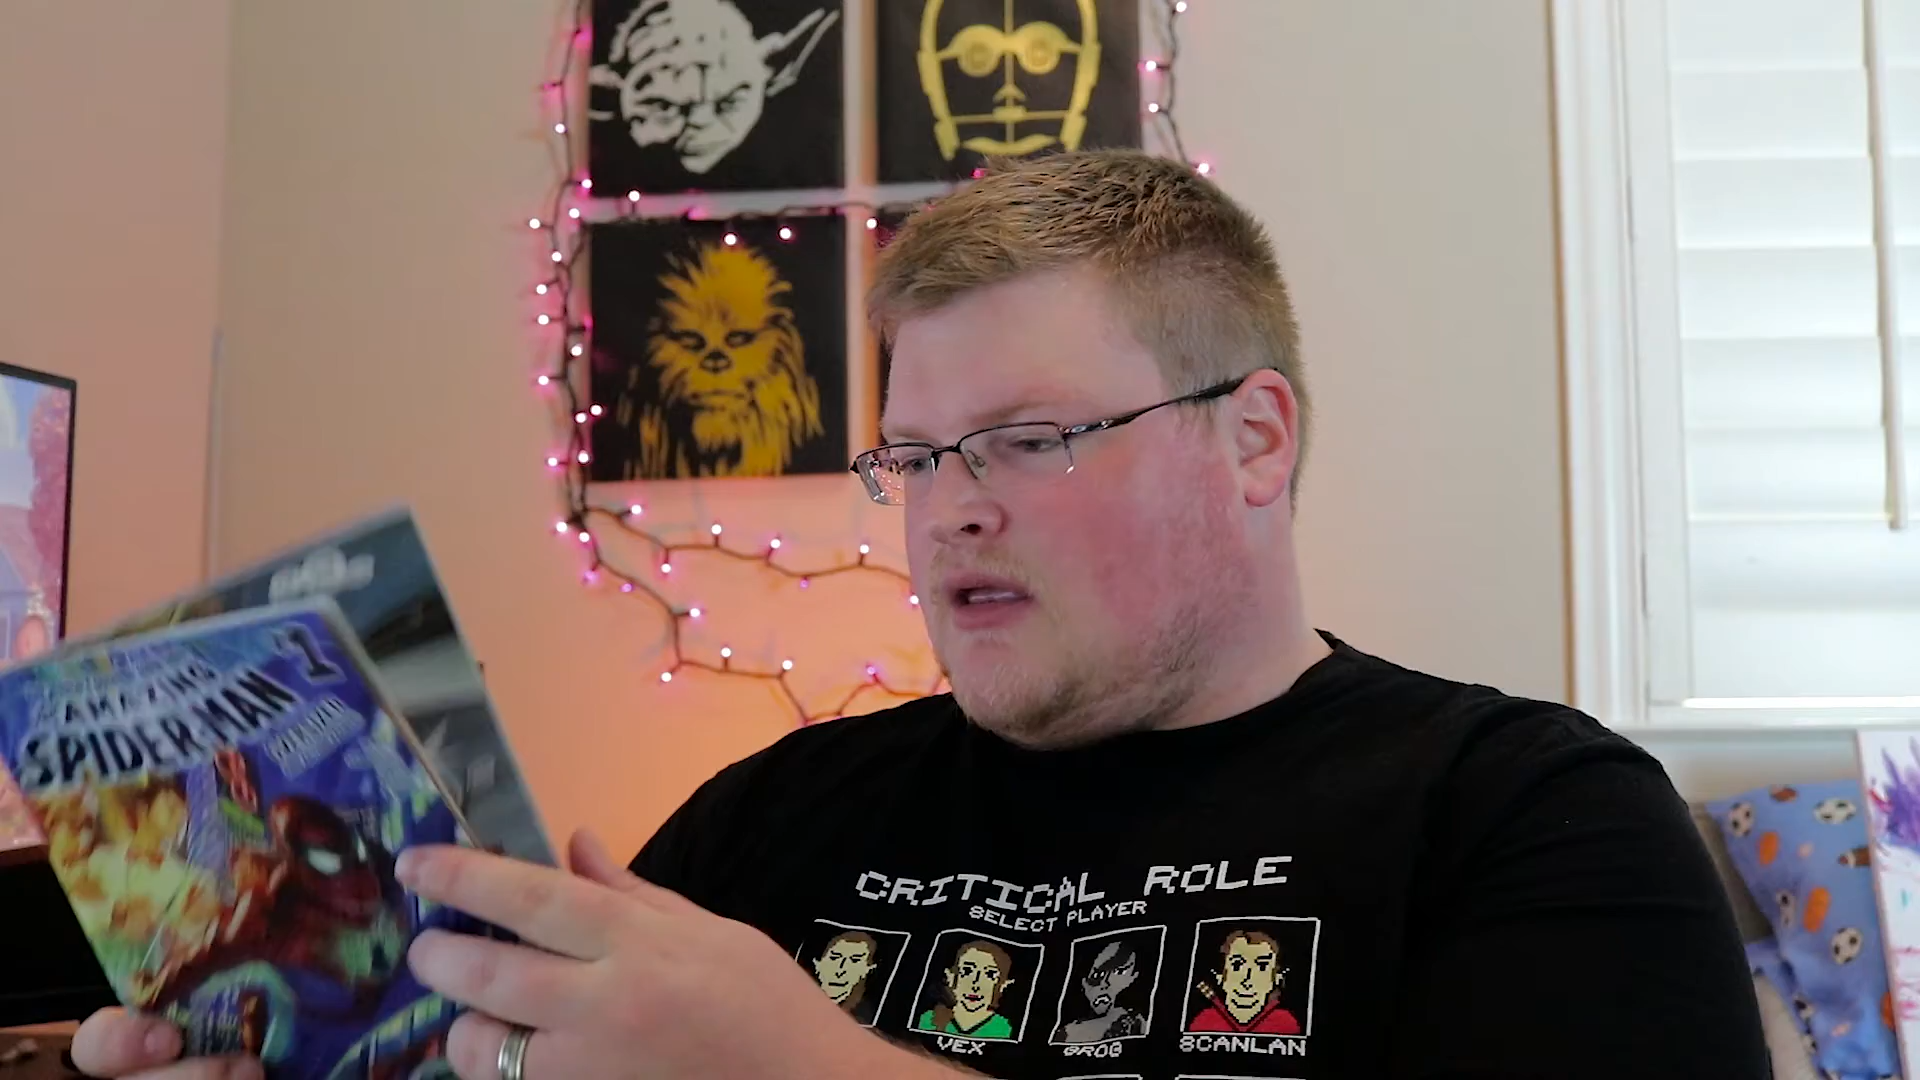 AMAZING
SPIDER-MAN
#1
CRITICAL ROLE
SELECT PLAYER
VEX
GROG
SCANLAN